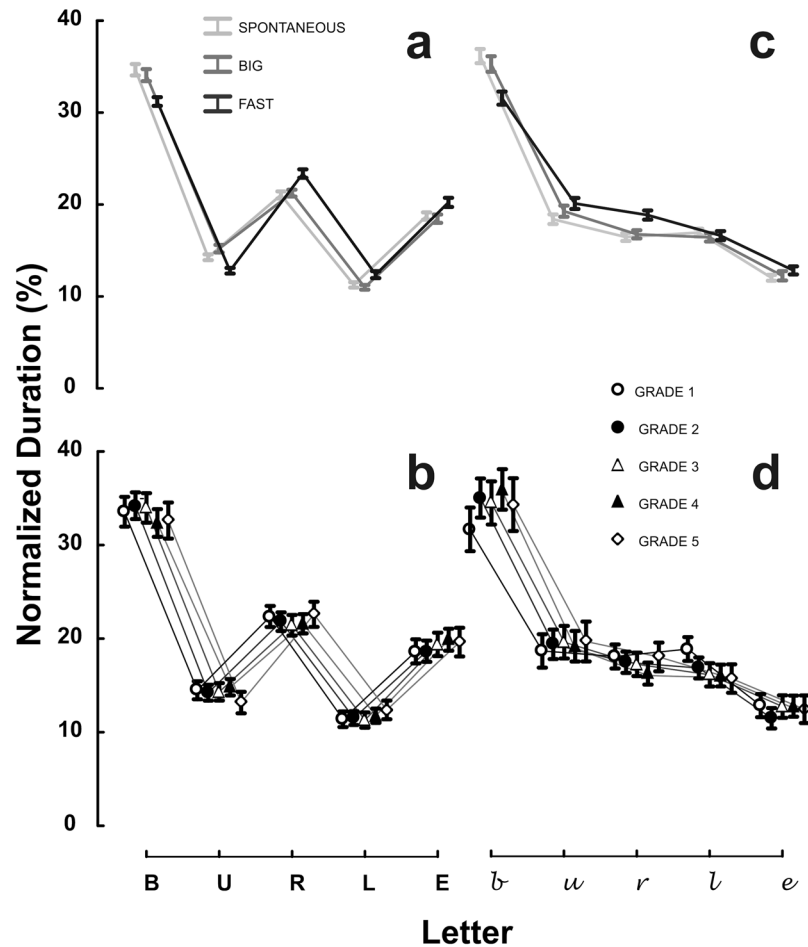 40
30
20
10
0
SPONTANEOUS
BIG
FAST
a
c
Normalized Duration (%)
GRADE 1
GRADE 2
GRADE 3
GRADE 4
GRADE 5
40
30
20
10
0
b
d
B U R L E
b u r l e
Letter